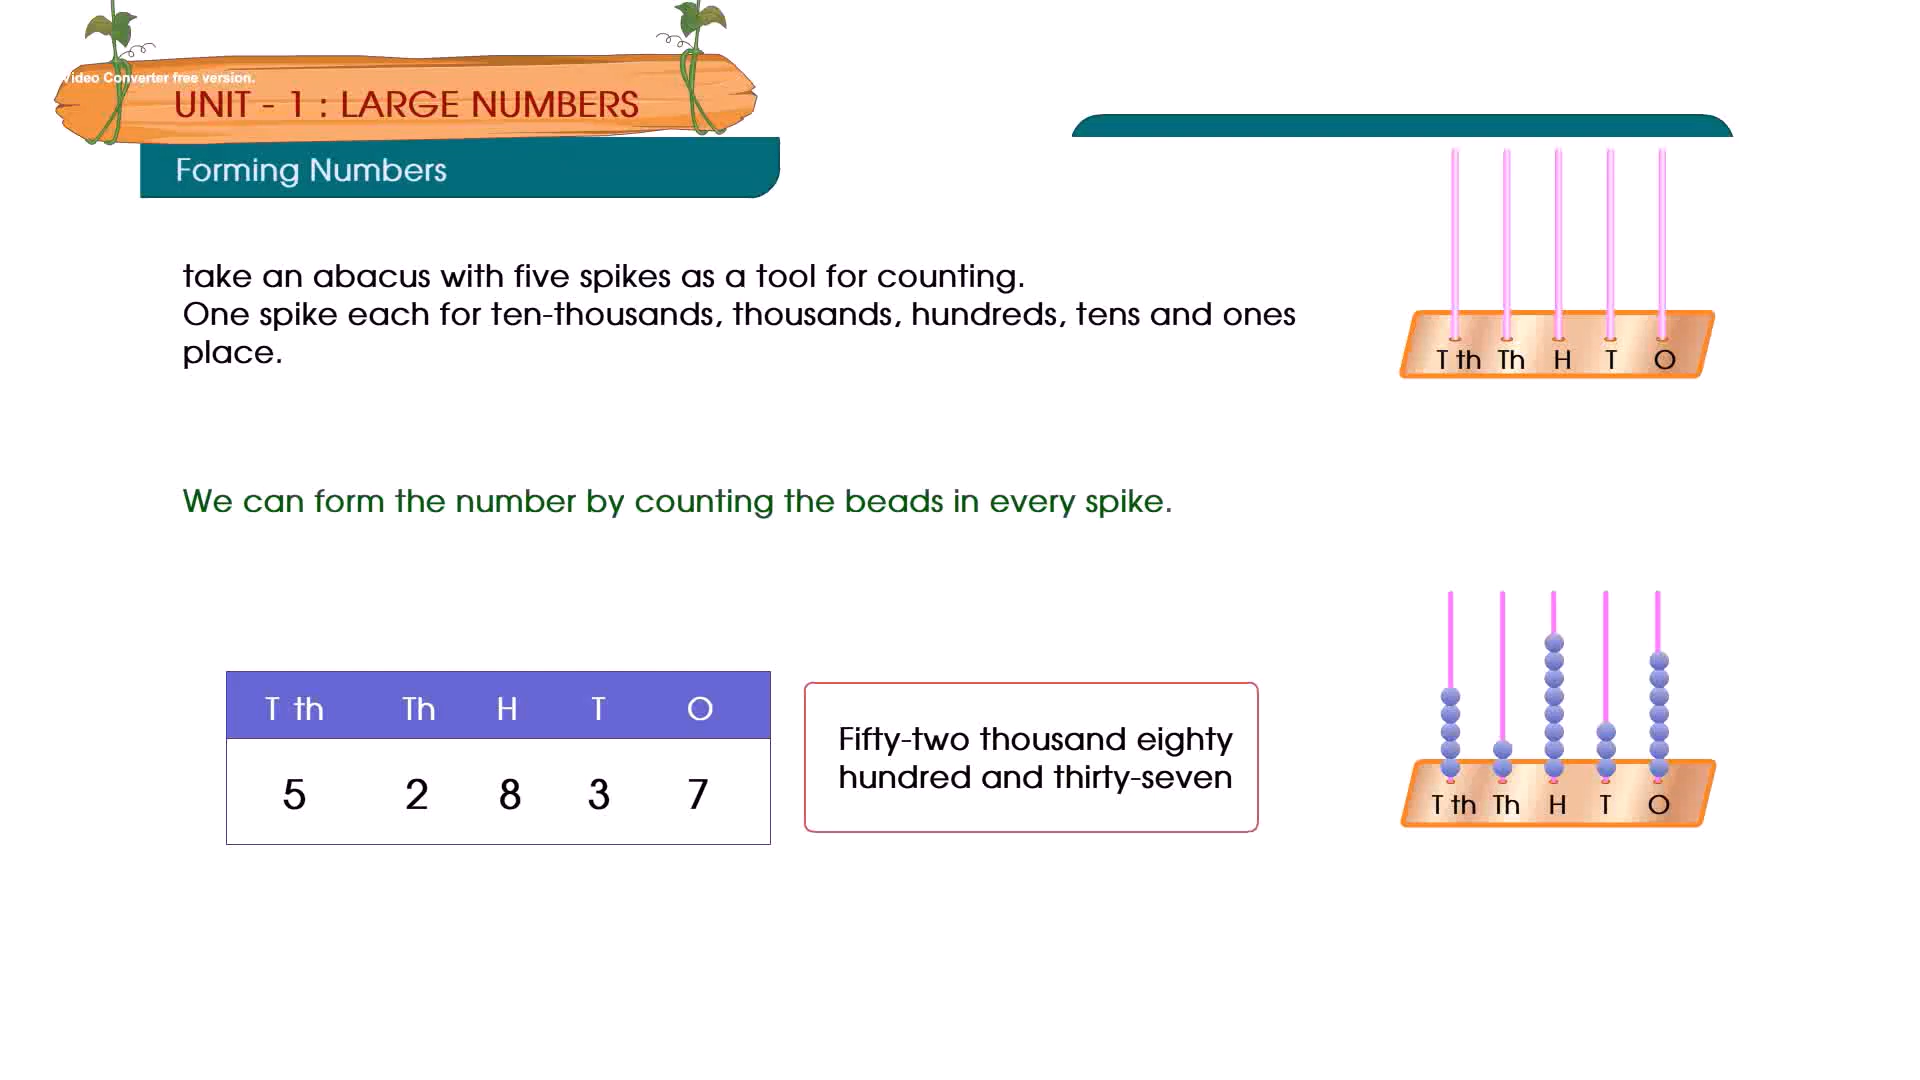 Video Converter free version.
UNIT - 1 : LARGE NUMBERS
Forming Numbers
take an abacus with five spikes as a tool for counting.
One spike each for ten-thousands, thousands, hundreds, tens and ones
place.
T th Th H T O
We can form the number by counting the beads in every spike.
T th Th H T O
5 2 8 3 7
Fifty-two thousand eighty
hundred and thirty-seven
T th Th H T O